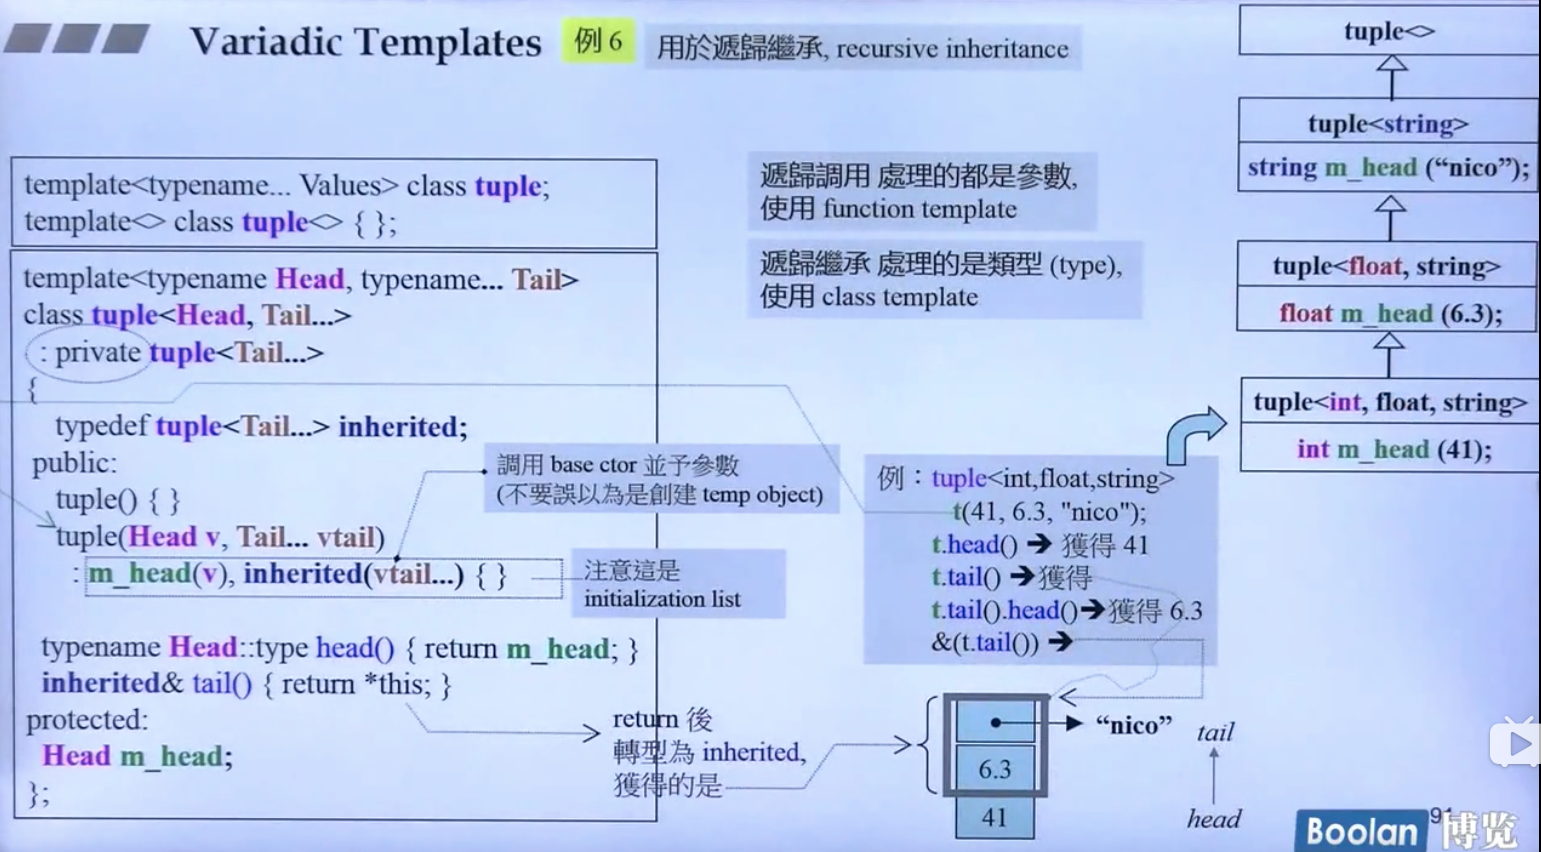 Variadic Templates
例 6
用於遞歸繼承, recursive inheritance
template<typename... Values> class tuple;
template<> class tuple<> { };
template<typename Head, typename... Tail>
class tuple<Head, Tail...>
: private tuple<Tail...>
{
typedef tuple<Tail...> inherited;
public:
tuple() { }
tuple(Head v, Tail... vtail)
: m_head(v), inherited(vtail...) { }
typename Head::type head() { return m_head; }
inherited& tail() { return *this; }
protected:
Head m_head;
};
遞歸調用 處理的都是參數,
使用 function template
遞歸繼承 處理的是類型 (type),
使用 class template
調用 base ctor 並予參數
(不要誤以為是創建 temp object)
注意這是
initialization list
return 後
轉型為 inherited,
獲得的是
例：tuple<int,float,string>
t(41, 6.3, "nico");
t.head() ➔ 獲得 41
t.tail() ➔獲得
t.tail().head()➔獲得 6.3
&(t.tail()) ➔
“nico”
6.3
41
tail
head
tuple<>
tuple<string>
string m_head (“nico”);
tuple<float, string>
float m_head (6.3);
tuple<int, float, string>
int m_head (41);
Boolan 博览